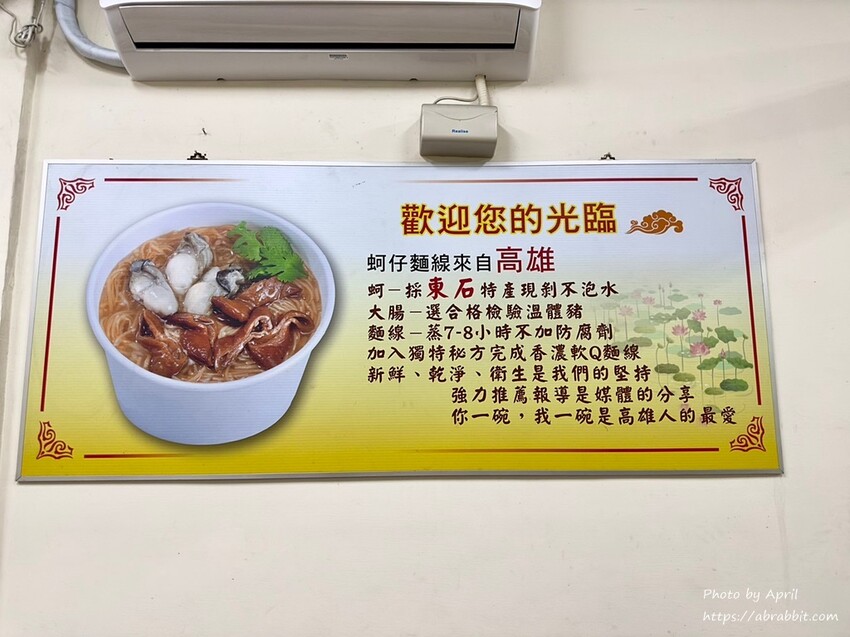 Realtee
歡迎您的光臨
蚵仔麵線來自高雄
蚵－採東石特產現剝不泡水
大腸－選合格檢驗温體豬
麵線－蒸7-8小時不加防腐劑
加入獨特秘方完成香濃軟Q麵線
新鮮、乾淨、衛生是我們的堅持
強力推薦報導是媒體的分享
你一碗，我一碗是高雄人的最愛
Photo by April
https://abrabbit.com